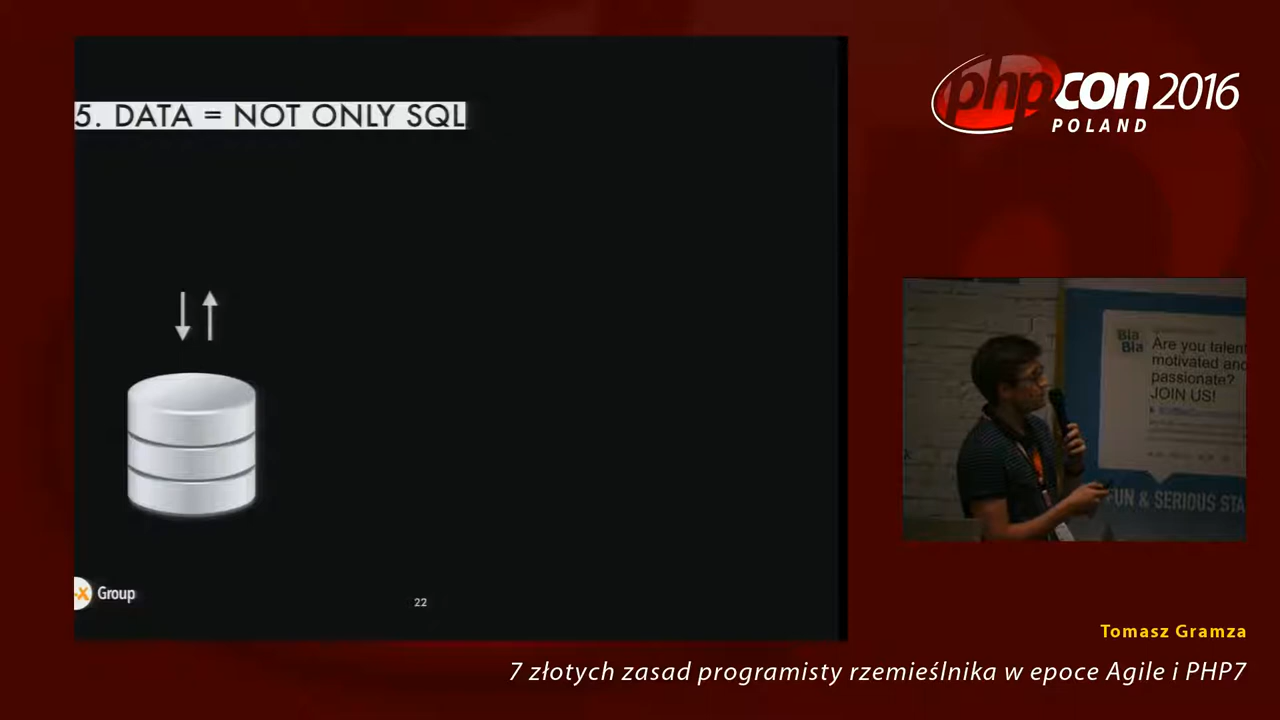 5. DATA = NOT ONLY SQL
X Group
22
phpcon 2016
POLAND
Bla
Bla
Are you talent
motivated and
passionate?
JOIN US!
FUN & SERIOUS STA
Tomasz Gramza
7 złotych zasad programisty rzemieślnika w epoce Agile i PHP7